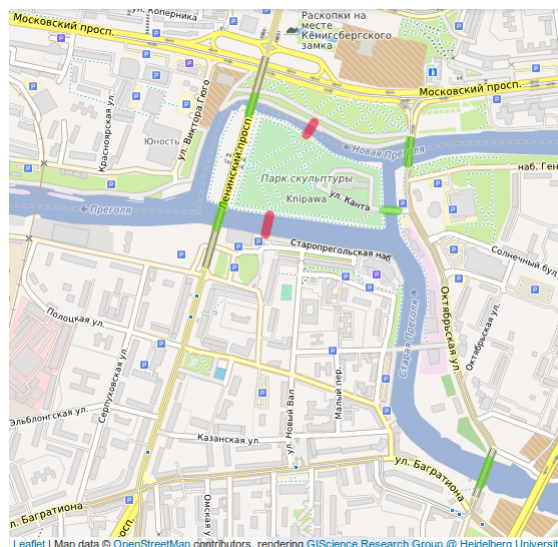 ул. Коперника
Московский просп.
Раскопки на
месте
Кёнигсбергского
замка
Московский просп.
Красноярская ул.
ул. Виктора Гюго
Юность
Ленинский просп.
Новая Преголя
наб. Ген
Парк скульптуры
Knipawa
ул. Канта
Преголя
Старопрегольская наб
Солнечный бул
Старая Преголя
Октябрьская ул.
Октябрьская ул.
Полоцкая ул.
Серпуховская ул.
Эльблонгская ул.
ул. Новый Вал
Малый пер.
Казанская ул.
ул. Багратиона
л. Багратиона
Омская ул.
просп.
Leaflet | Map data © OpenStreetMap contributors, rendering GIScience Research Group @ Heidelberg Universit